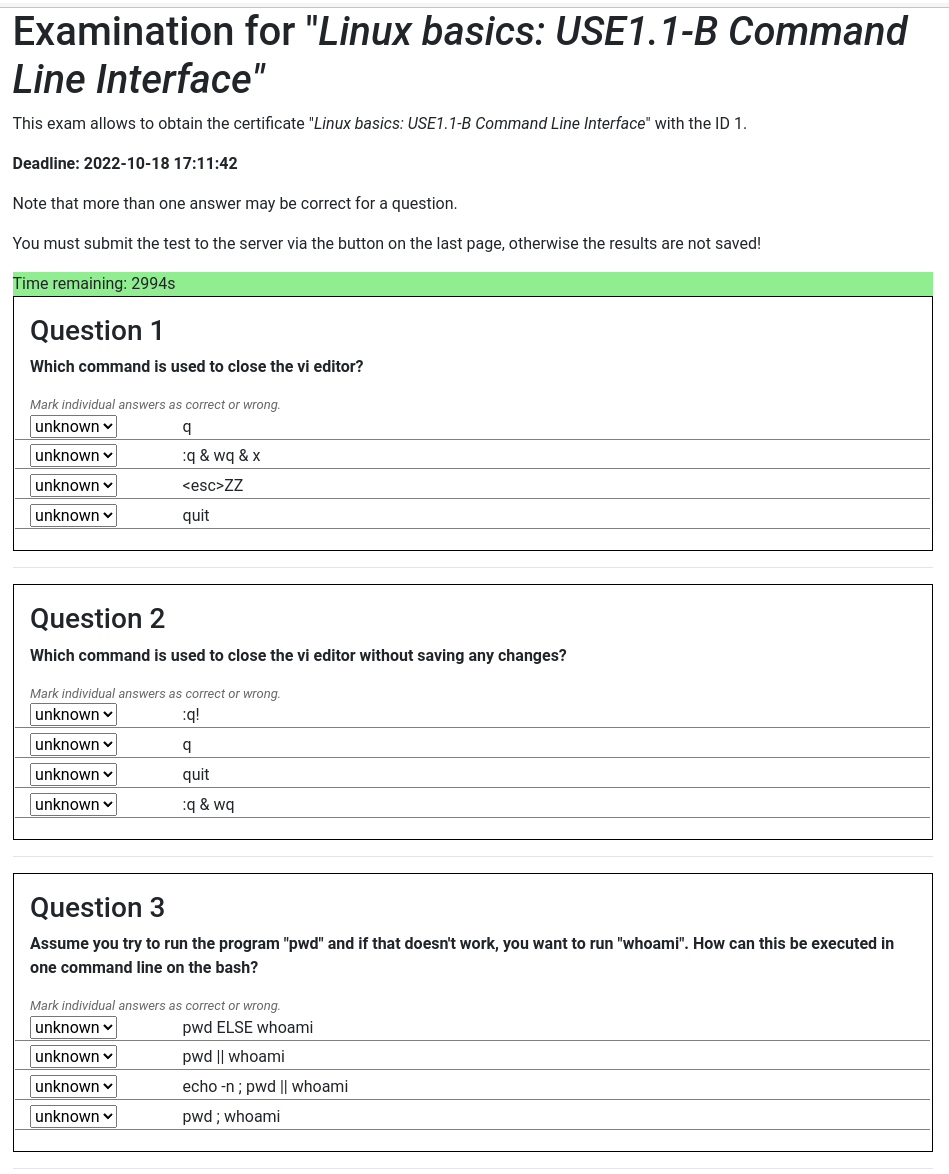 Examination for "Linux basics: USE1.1-B Command
Line Interface"
This exam allows to obtain the certificate "Linux basics: USE1.1-B Command Line Interface" with the ID 1.
Deadline: 2022-10-18 17:11:42
Note that more than one answer may be correct for a question.
You must submit the test to the server via the button on the last page, otherwise the results are not saved!
Time remaining: 2994s
Question 1
Which command is used to close the vi editor?
Mark individual answers as correct or wrong.
unknown q
unknown :q & wq & x
unknown <esc>ZZ
unknown quit
Question 2
Which command is used to close the vi editor without saving any changes?
Mark individual answers as correct or wrong.
unknown :q!
unknown q
unknown quit
unknown :q & wq
Question 3
Assume you try to run the program "pwd" and if that doesn't work, you want to run "whoami". How can this be executed in
one command line on the bash?
Mark individual answers as correct or wrong.
unknown pwd ELSE whoami
unknown pwd || whoami
unknown echo -n ; pwd || whoami
unknown pwd ; whoami